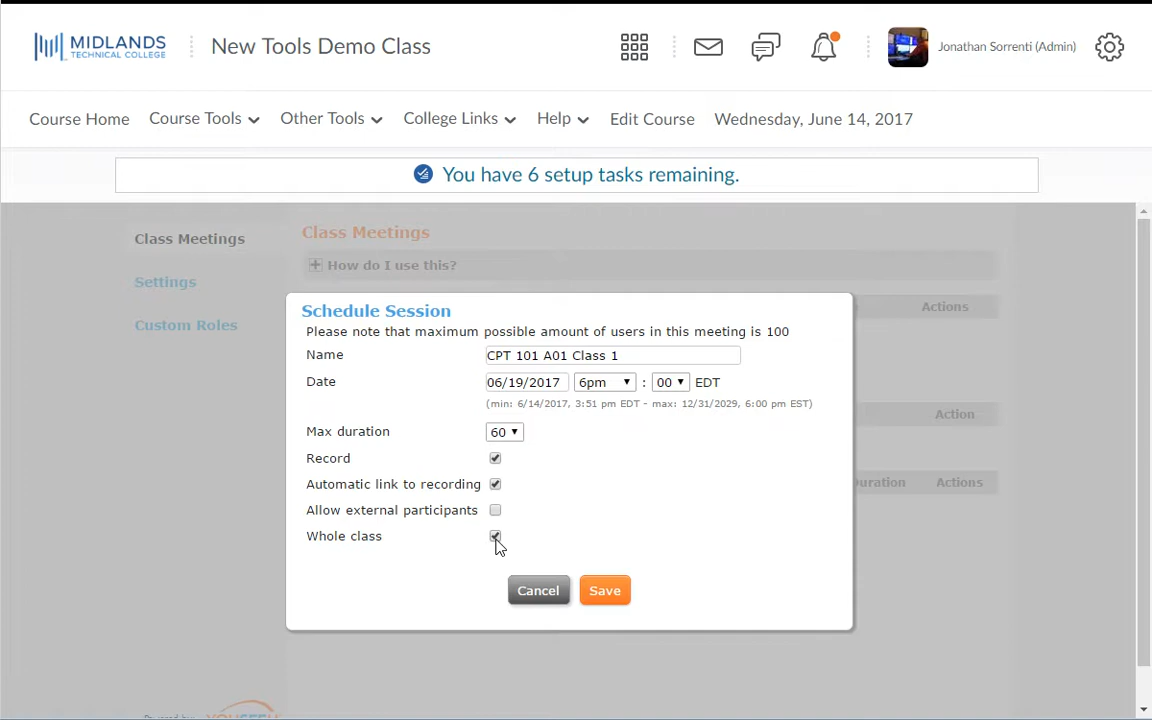 MIDLANDS
TECHNICAL COLLEGE
New Tools Demo Class
Jonathan Sorrenti (Admin)
Course Home Course Tools Other Tools College Links Help Edit Course Wednesday, June 14, 2017
You have 6 setup tasks remaining.
Class Meetings
Settings
Custom Roles
Class Meetings
How do I use this?
Actions
Schedule Session
Please note that maximum possible amount of users in this meeting is 100
Name CPT 101 A01 Class 1
Date 06/19/2017 6pm : 00 EDT
(min: 6/14/2017, 3:51 pm EDT - max: 12/31/2029, 6:00 pm EST)
Action
Max duration 60
Record
Automatic link to recording
Duration Actions
Allow external participants
Whole class
Cancel Save